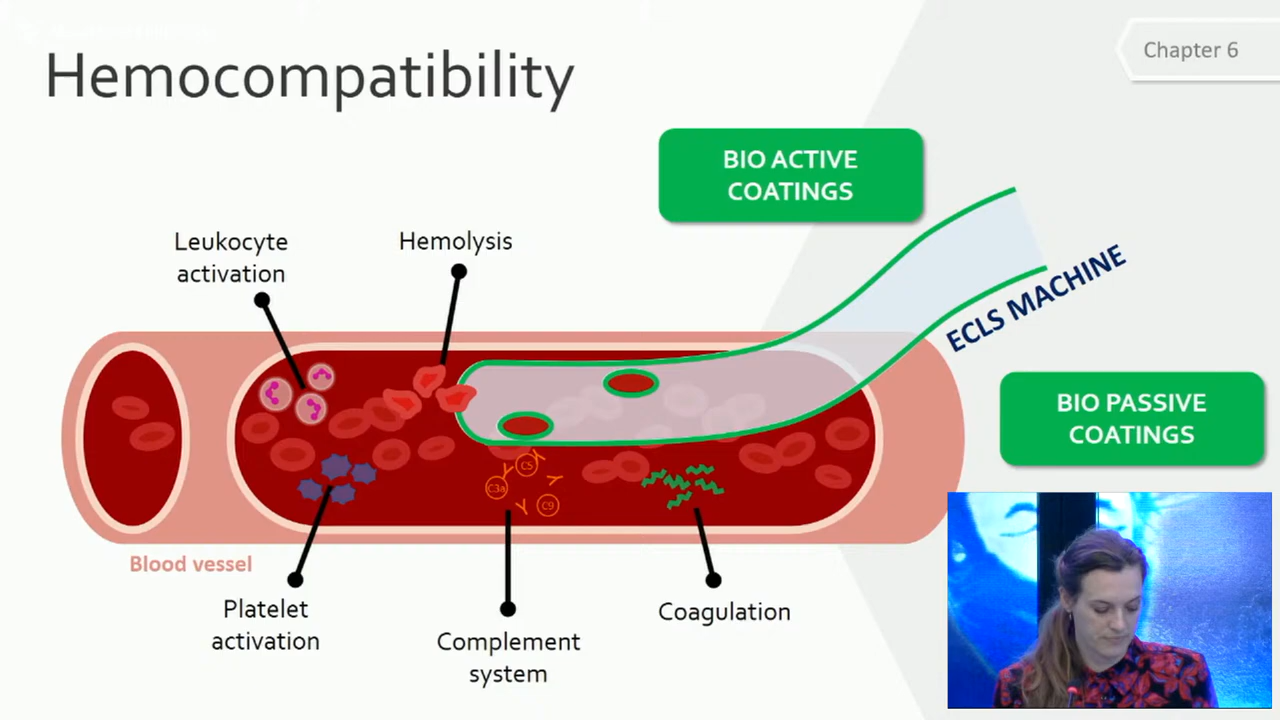 Hemocompatibility
Chapter 6
BIO ACTIVE
COATINGS
Leukocyte
activation
Hemolysis
ECLS MACHINE
BIO PASSIVE
COATINGS
C5
C3a
C9
Blood vessel
Platelet
activation
Complement
system
Coagulation